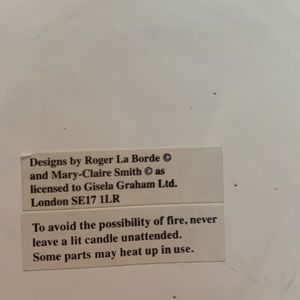 Designs by Roger La Borde ©
and Mary-Claire Smith © as
licensed to Gisela Graham Ltd.
London SE17 1LR
To avoid the possibility of fire, never
leave a lit candle unattended.
Some parts may heat up in use.